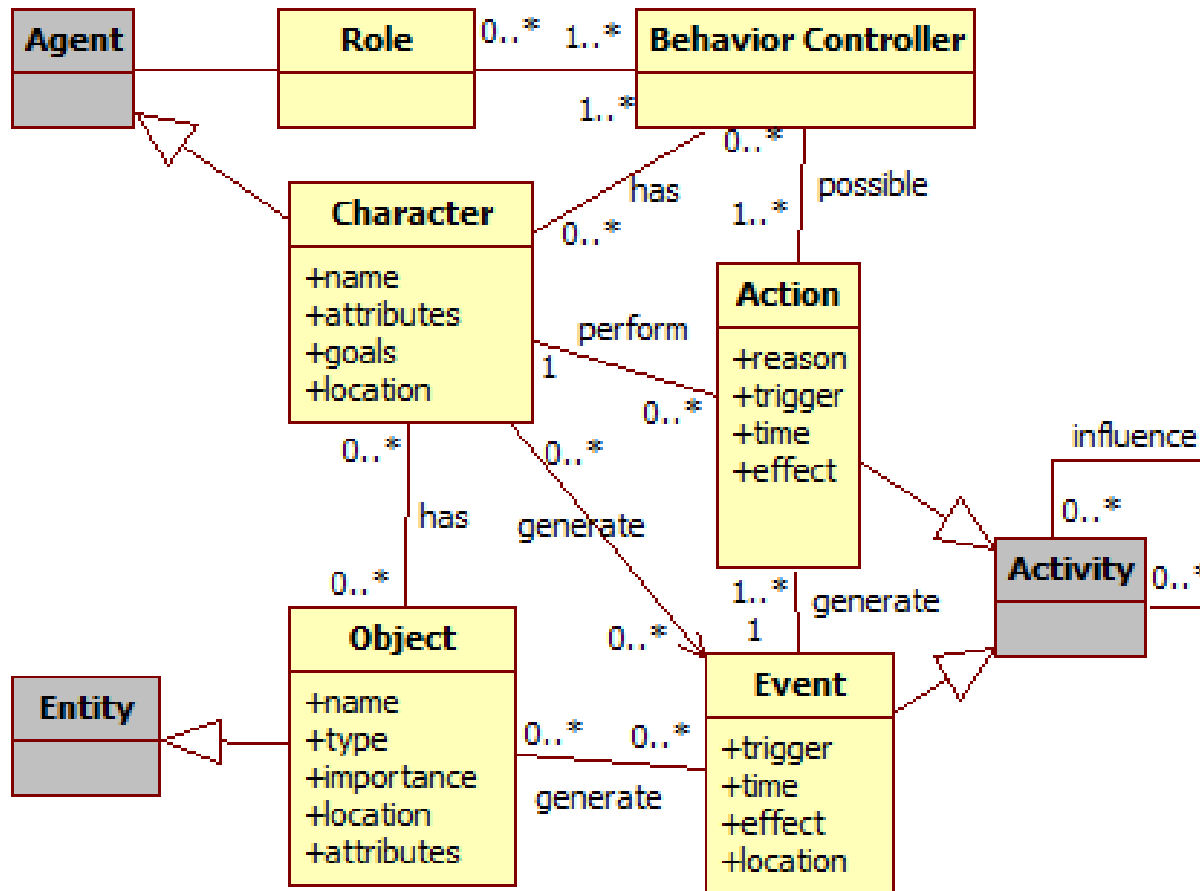 Agent
Role
0..*
1..*
Behavior Controller
1..*
0..*
has
possible
0..*
1..*
Character
+name
+attributes
+goals
+location
Action
+reason
+trigger
+time
+effect
perform
1
0..*
influence
0..*
0..*
0..*
has
generate
Activity
0..*
1..*
generate
0..*
0..*
1
Object
+name
+type
+importance
+location
+attributes
Entity
Event
+trigger
+time
+effect
+location
0..*
0..*
generate